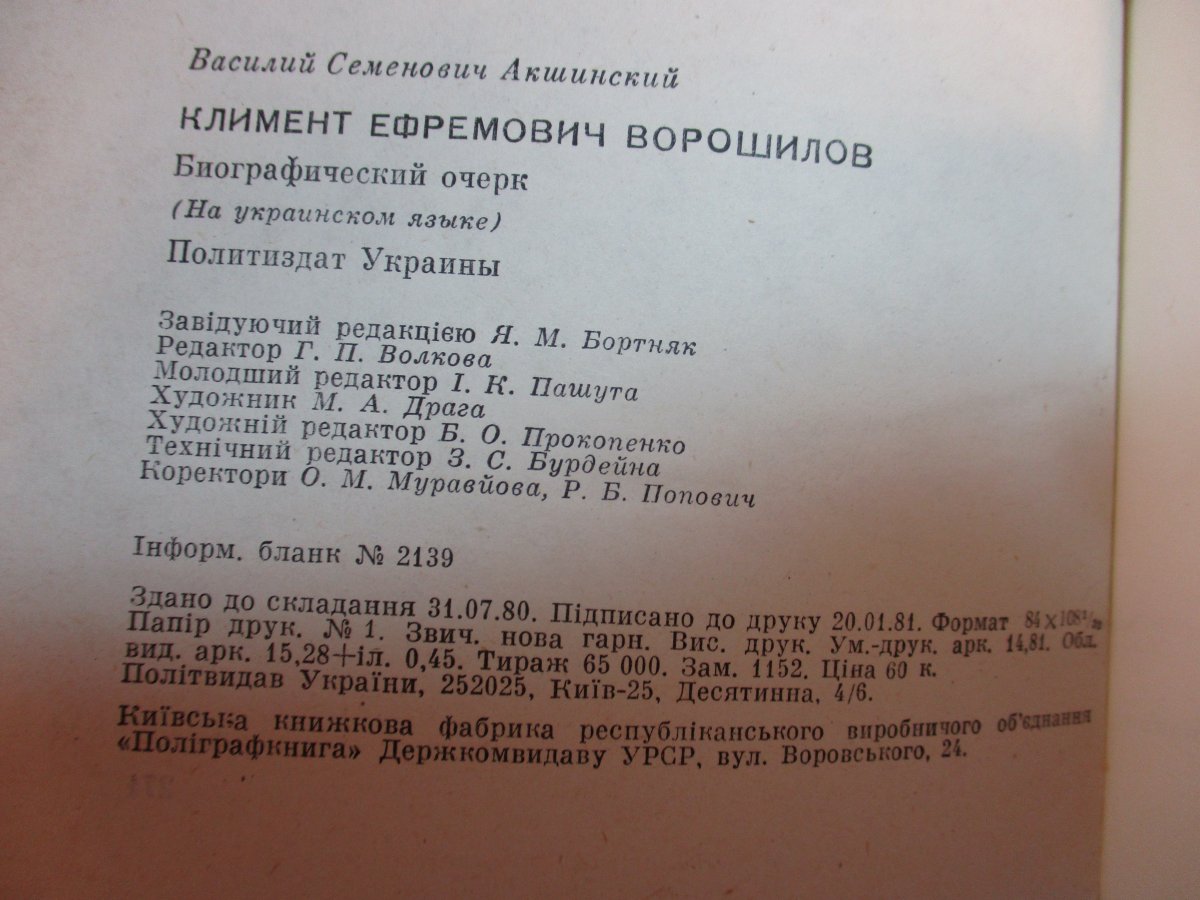 Василий Семенович Акшинский
КЛИМЕНТ ЕФРЕМОВИЧ ВОРОШИЛОВ
Биографический очерк
(На украинском языке)
Политиздат Украины
Завідуючий редакцією Я. М. Бортняк
Редактор Г. П. Волкова
Молодший редактор І. К. Пашута
Художник М. А. Драга
Художній редактор Б. О. Прокопенко
Технічний редактор З. С. Бурдейна
Коректори О. М. Муравйова, Р. Б. Попович
Інформ. бланк № 2139
Здано до складання 31.07.80. Підписано до друку 20.01.81. Формат 84×108¹/₃₂
Папір друк. № 1. Звич. нова гарн. Вис. друк. Ум.-друк. арк. 14,81. Обл.
вид. арк. 15,28+іл. 0,45. Тираж 65 000. Зам. 1152. Ціна 60 к.
Політвидав України, 252025, Київ-25, Десятинна, 4/6.
Київська книжкова фабрика республіканського виробничого об'єднання
«Поліграфкнига» Держкомвидаву УРСР, вул. Воровського, 24.